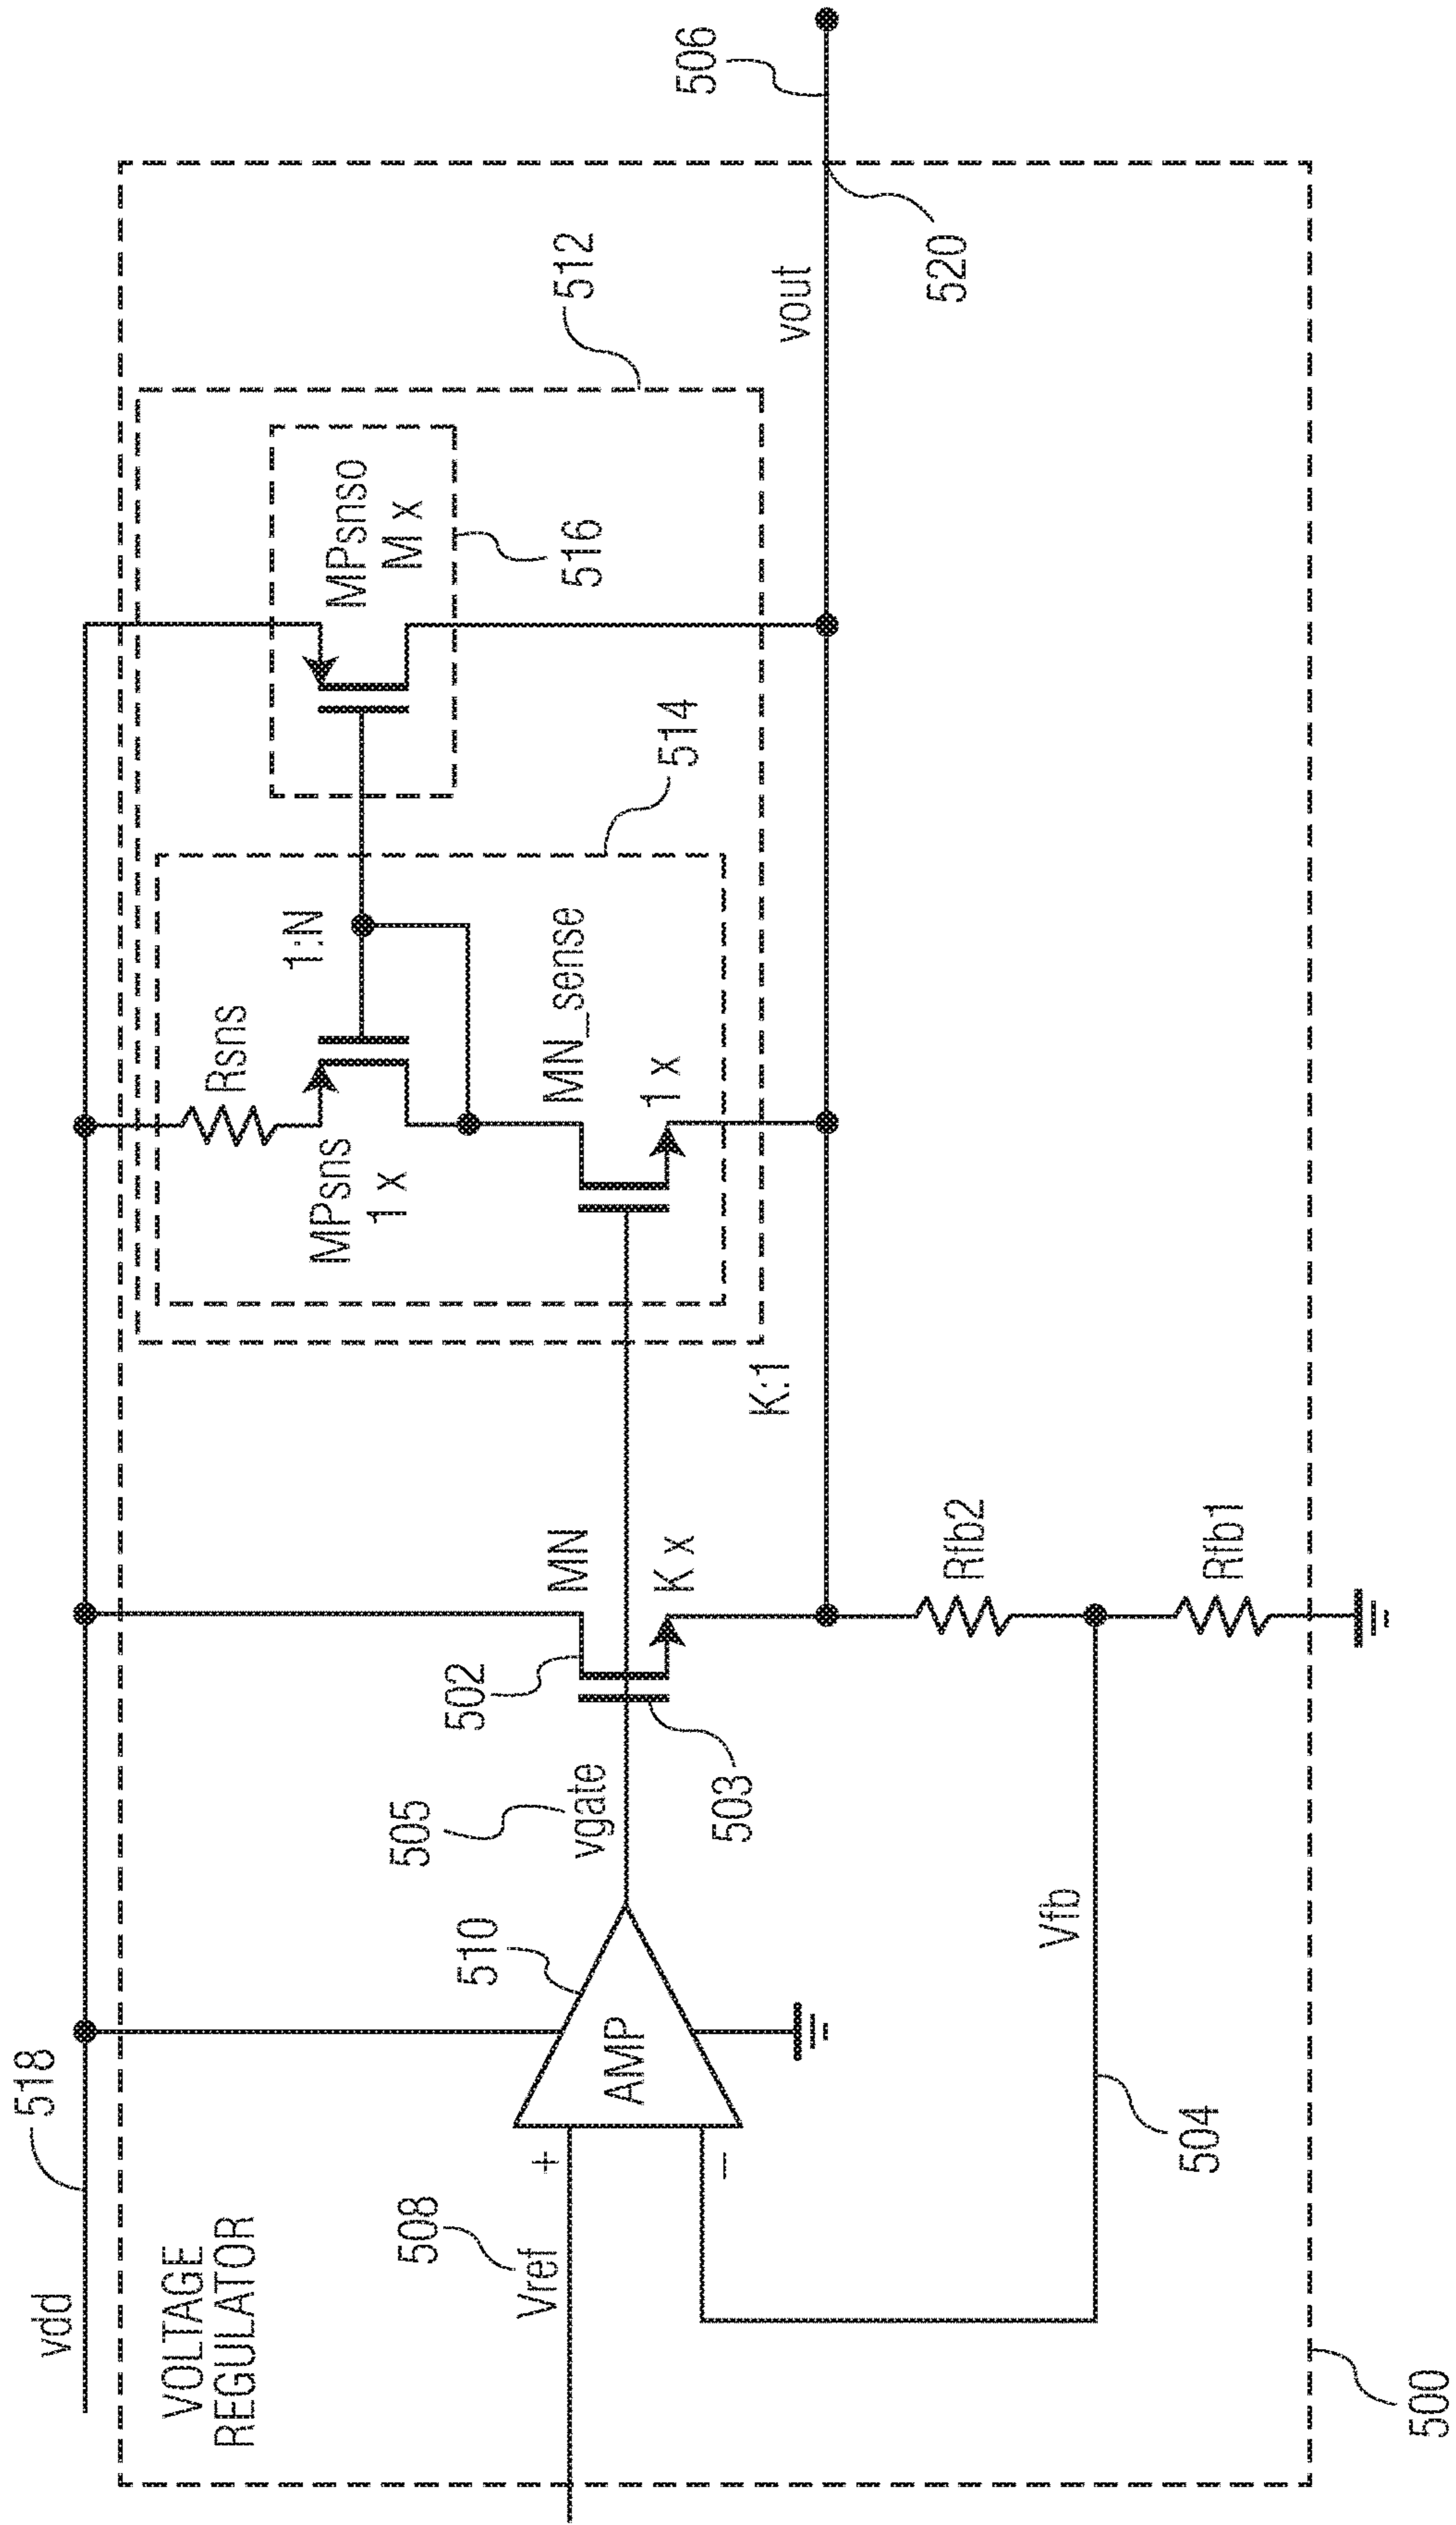 vdd
518
506
VOLTAGE
REGULATOR
Rsns
1:N
MPsns
1 x
MPsnso
M x
512
516
514
508
Vref
+
−
AMP
510
505
vgate
502
503
MN
K x
MN_sense
1 x
K:1
vout
520
Vfb
504
Rfb2
Rfb1
500